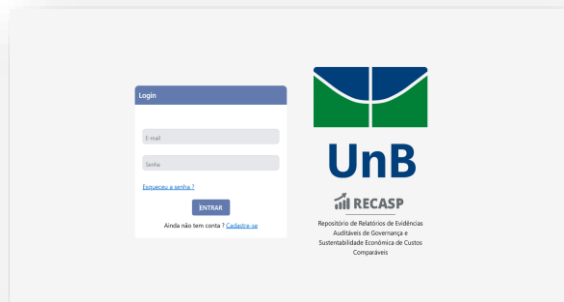 Login
E-mail
Senha
Esqueceu a senha ?
ENTRAR
Ainda não tem conta ? Cadastre-se
UnB
RECASP
Repositório de Relatórios de Evidências
Auditáveis de Governança e
Sustentabilidade Econômica de Custos
Comparáveis